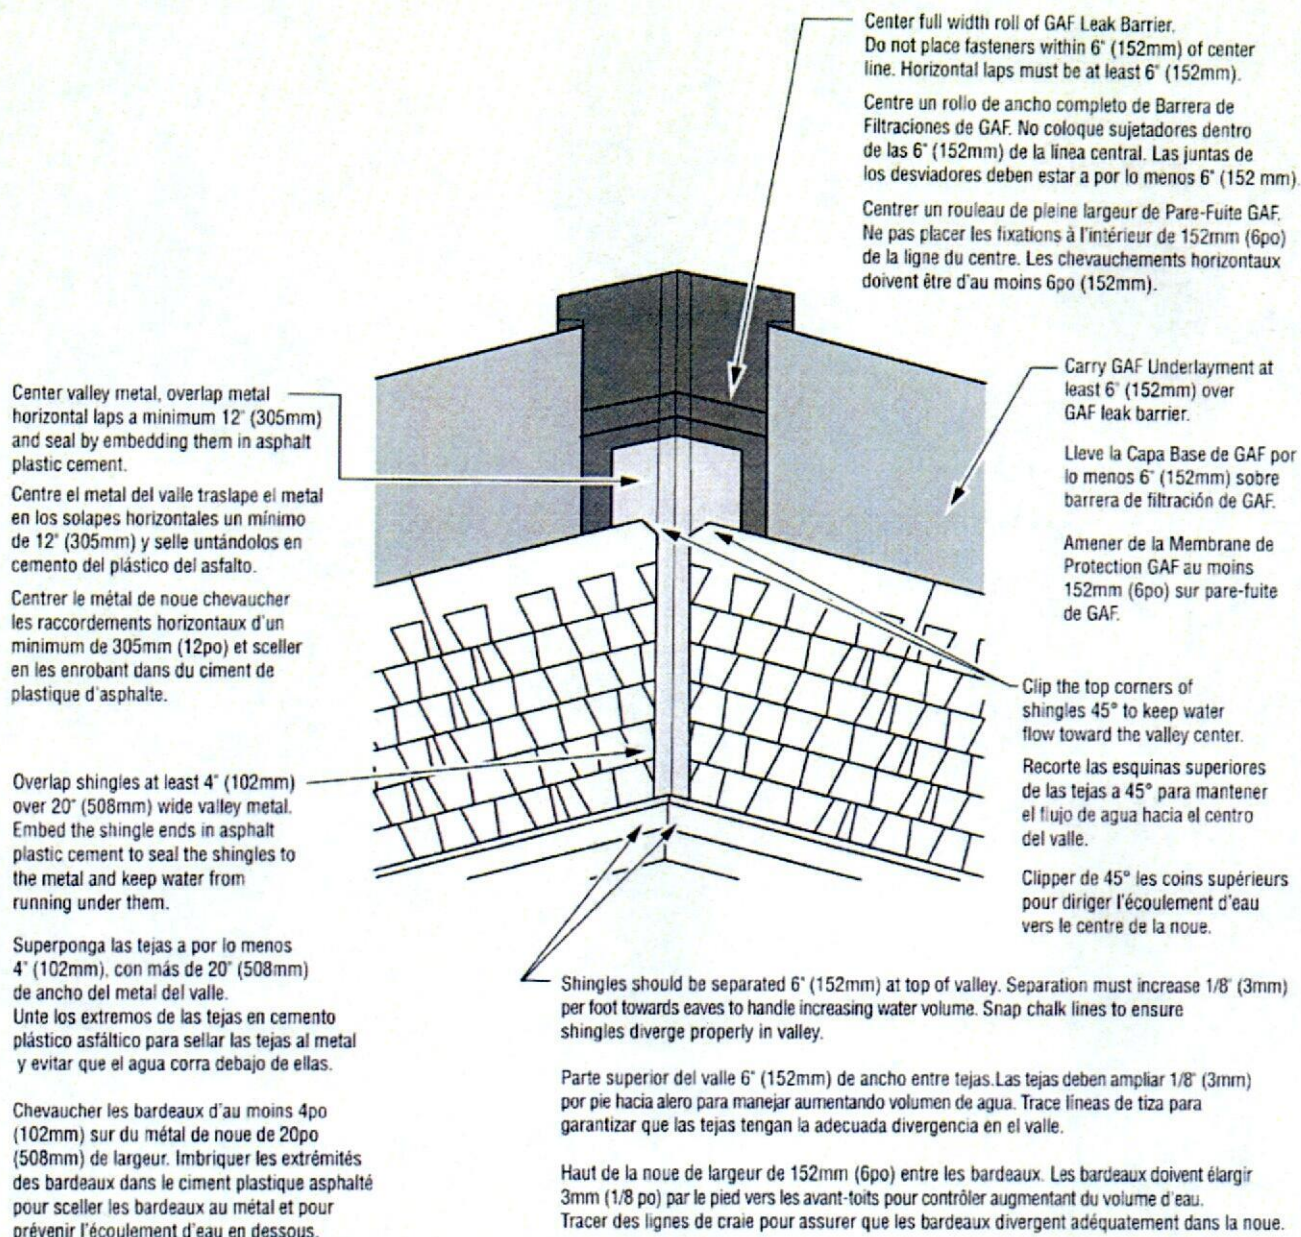 Center full width roll of GAF Leak Barrier.
Do not place fasteners within 6" (152mm) of center
line. Horizontal laps must be at least 6" (152mm).
Centre un rollo de ancho completo de Barrera de
Filtraciones de GAF. No coloque sujetadores dentro
de las 6" (152mm) de la línea central. Las juntas de
los desviadores deben estar a por lo menos 6" (152 mm).
Centrer un rouleau de pleine largeur de Pare-Fuite GAF.
Ne pas placer les fixations à l'intérieur de 152mm (6po)
de la ligne du centre. Les chevauchements horizontaux
doivent être d'au moins 6po (152mm).
Center valley metal, overlap metal
horizontal laps a minimum 12" (305mm)
and seal by embedding them in asphalt
plastic cement.
Centre el metal del valle traslape el metal
en los solapes horizontales un mínimo
de 12" (305mm) y selle untándolos en
cemento del plástico del asfalto.
Centrer le métal de noue chevaucher
les raccordements horizontaux d'un
minimum de 305mm (12po) et sceller
en les enrobant dans du ciment de
plastique d'asphalte.
Carry GAF Underlayment at
least 6" (152mm) over
GAF leak barrier.
Lleve la Capa Base de GAF por
lo menos 6" (152mm) sobre
barrera de filtración de GAF.
Amener de la Membrane de
Protection GAF au moins
152mm (6po) sur pare-fuite
de GAF.
Clip the top corners of
shingles 45° to keep water
flow toward the valley center.
Recorte las esquinas superiores
de las tejas a 45° para mantener
el flujo de agua hacia el centro
del valle.
Clipper de 45° les coins supérieurs
pour diriger l'écoulement d'eau
vers le centre de la noue.
Overlap shingles at least 4" (102mm)
over 20" (508mm) wide valley metal.
Embed the shingle ends in asphalt
plastic cement to seal the shingles to
the metal and keep water from
running under them.
Superponga las tejas a por lo menos
4" (102mm), con más de 20" (508mm)
de ancho del metal del valle.
Unte los extremos de las tejas en cemento
plástico asfáltico para sellar las tejas al metal
y evitar que el agua corra debajo de ellas.
Chevaucher les bardeaux d'au moins 4po
(102mm) sur du métal de noue de 20po
(508mm) de largeur. Imbriquer les extrémités
des bardeaux dans le ciment plastique asphalté
pour sceller les bardeaux au métal et pour
prévenir l'écoulement d'eau en dessous.
Shingles should be separated 6" (152mm) at top of valley. Separation must increase 1/8" (3mm)
per foot towards eaves to handle increasing water volume. Snap chalk lines to ensure
shingles diverge properly in valley.
Parte superior del valle 6" (152mm) de ancho entre tejas.Las tejas deben ampliar 1/8" (3mm)
por pie hacia alero para manejar aumentando volumen de agua. Trace líneas de tiza para
garantizar que las tejas tengan la adecuada divergencia en el valle.
Haut de la noue de largeur de 152mm (6po) entre les bardeaux. Les bardeaux doivent élargir
3mm (1/8 po) par le pied vers les avant-toits pour contrôler augmentant du volume d'eau.
Tracer des lignes de craie pour assurer que les bardeaux divergent adéquatement dans la noue.